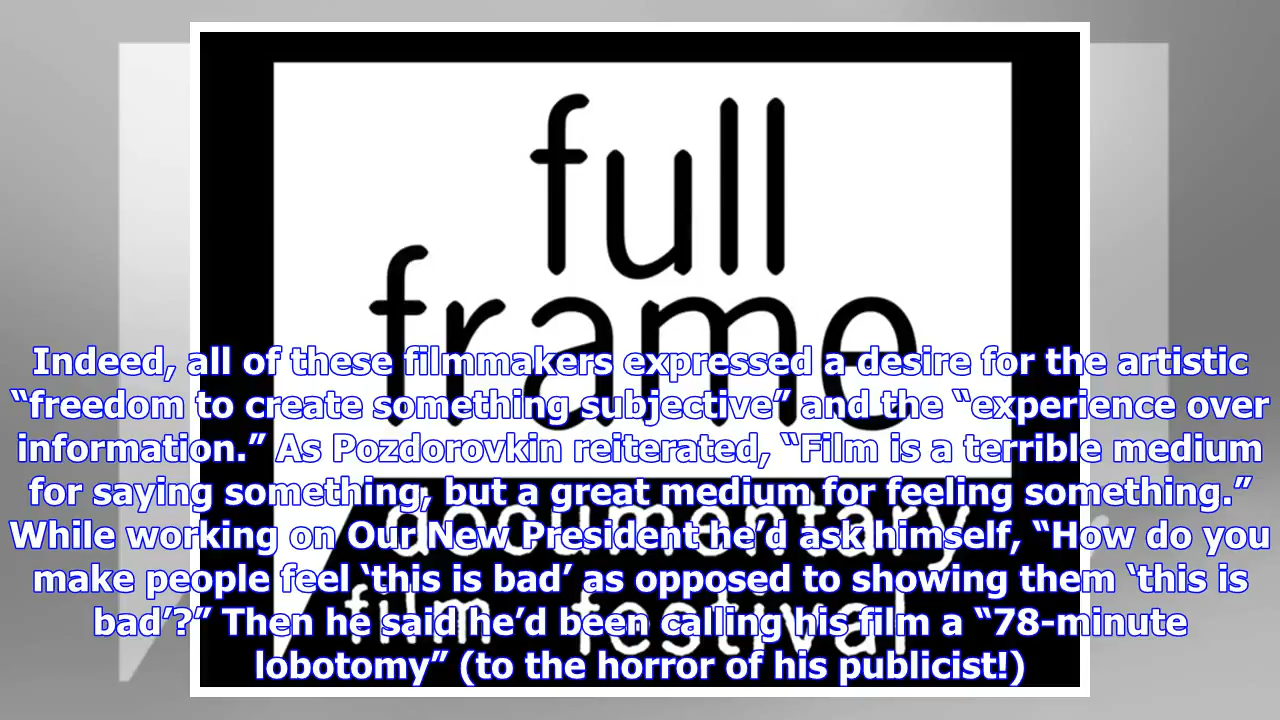 full
frame
documentary
film festival
Indeed, all of these filmmakers expressed a desire for the artistic
“freedom to create something subjective” and the “experience over
information.” As Pozdorovkin reiterated, “Film is a terrible medium
for saying something, but a great medium for feeling something.”
While working on Our New President he’d ask himself, “How do you
make people feel ‘this is bad’ as opposed to showing them ‘this is
bad’?” Then he said he’d been calling his film a “78-minute
lobotomy” (to the horror of his publicist!)